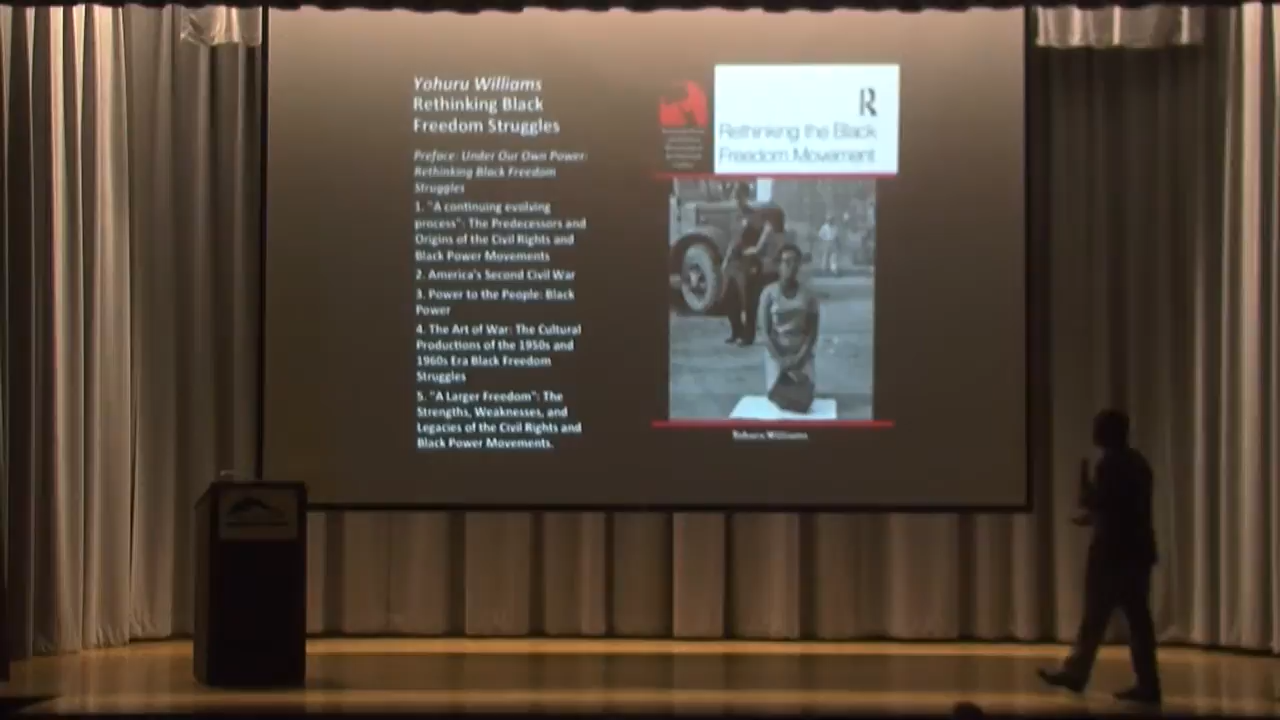 Yohuru Williams
Rethinking Black
Freedom Struggles
Preface: Under Our Own Power:
Rethinking Black Freedom
Struggles
1. "A continuing evolving
process": The Predecessors and
Origins of the Civil Rights and
Black Power Movements
2. America's Second Civil War
3. Power to the People: Black
Power
4. The Art of War: The Cultural
Productions of the 1950s and
1960s Era Black Freedom
Struggles
5. "A Larger Freedom": The
Strengths, Weaknesses, and
Legacies of the Civil Rights and
Black Power Movements.
R
Rethinking the Black
Freedom Movement
Yohuru Williams